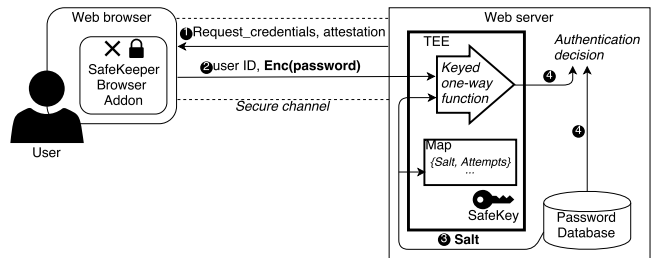 Web browser
Web server
❶Request_credentials, attestation
TEE
Authentication
decision
SafeKeeper
Browser
Addon
❷user ID, Enc(password)
Keyed
one-way
function
❹
Secure channel
❹
User
Map
{Salt, Attempts}
...
SafeKey
Password
Database
❸ Salt